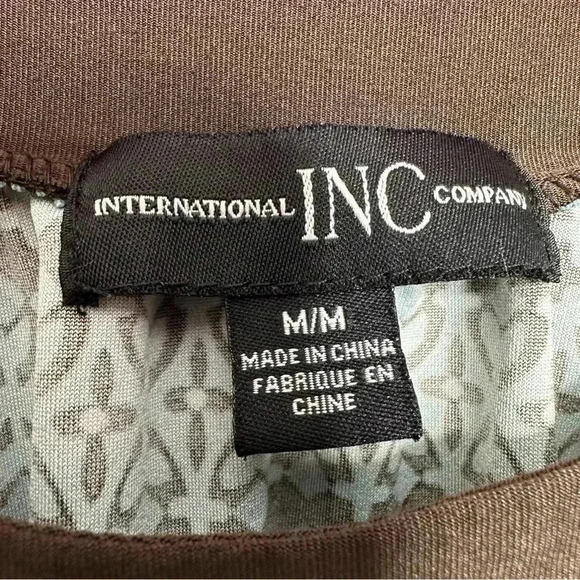 INTERNATIONAL INC COMPANY
M/M
MADE IN CHINA
FABRIQUE EN
CHINE